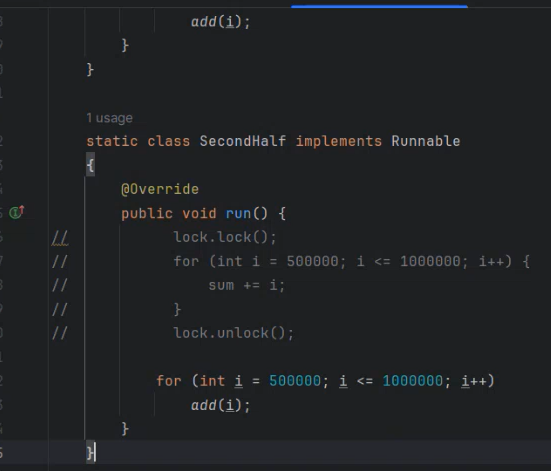 add(i);
}
}
1 usage
static class SecondHalf implements Runnable
{
@Override
public void run() {
//            lock.lock();
//            for (int i = 500000; i <= 1000000; i++) {
//                sum += i;
//            }
//            lock.unlock();
for (int i = 500000; i <= 1000000; i++)
add(i);
}
}